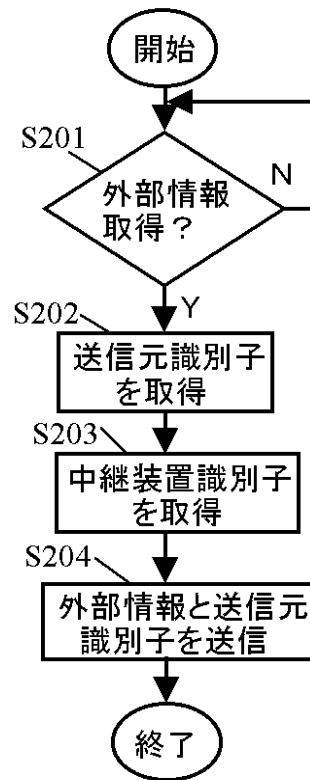 開始
S201
外部情報
取得？
N
Y
S202
送信元識別子
を取得
S203
中継装置識別子
を取得
S204
外部情報と送信元
識別子を送信
終了